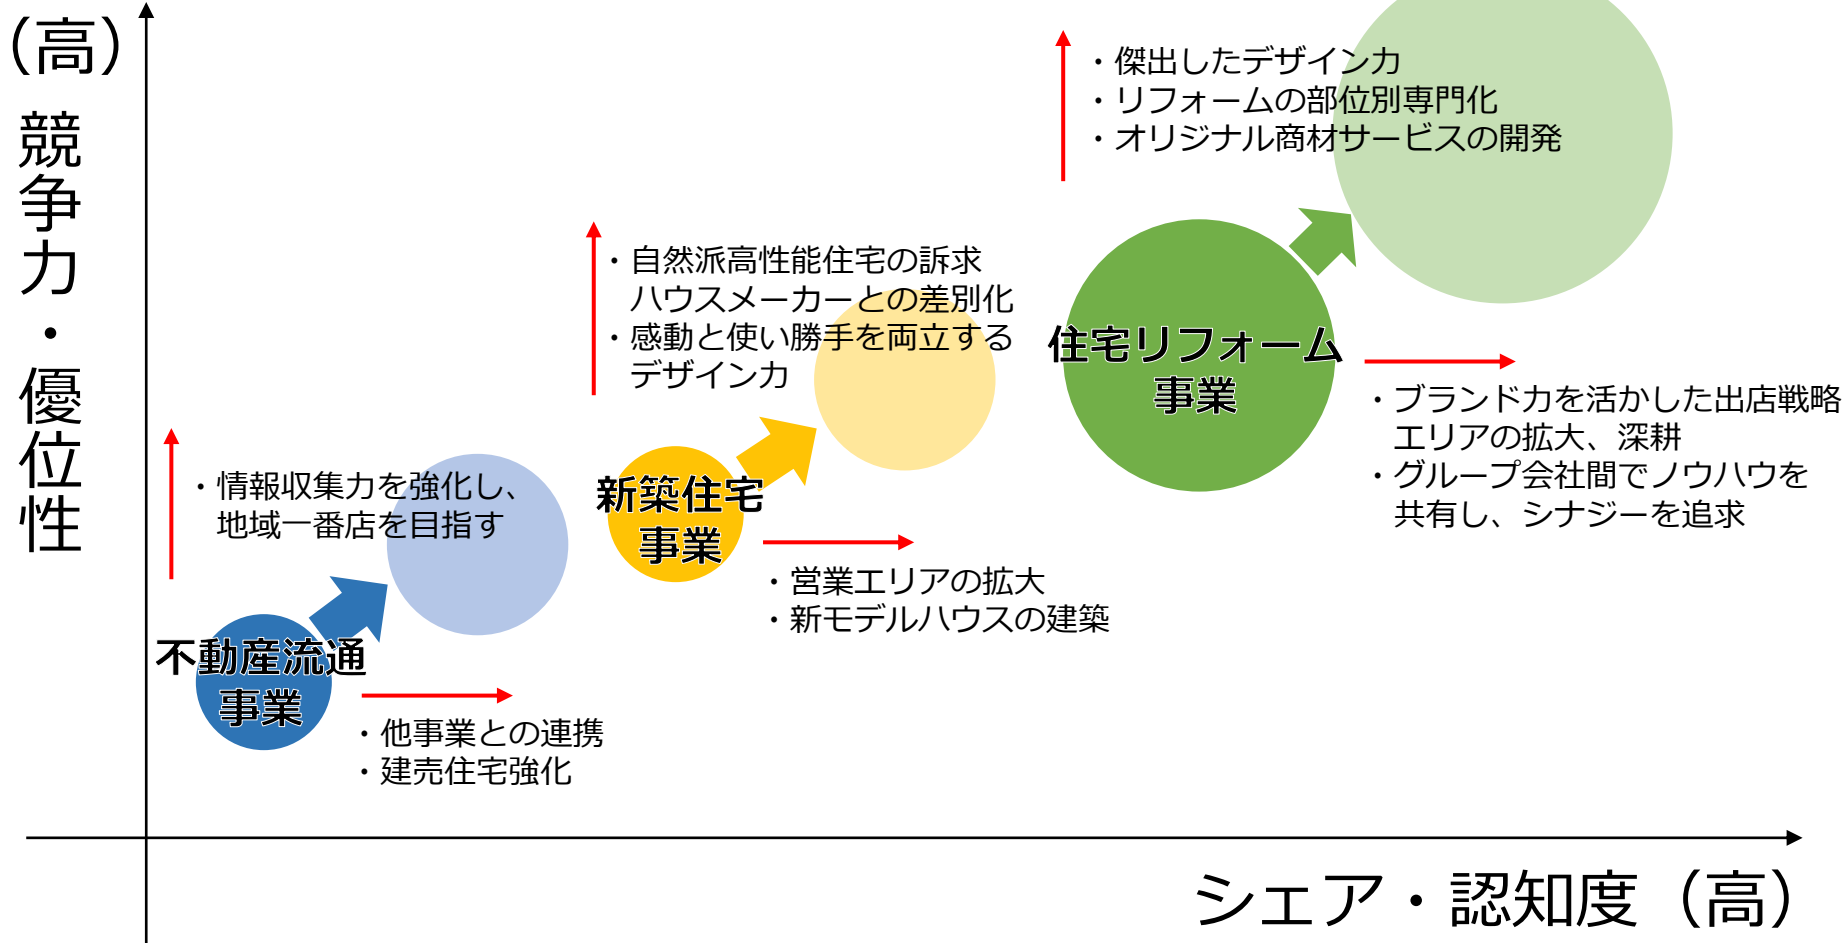 （高）
競争力・優位性
・傑出したデザイン力
・リフォームの部位別専門化
・オリジナル商材サービスの開発
・自然派高性能住宅の訴求
ハウスメーカーとの差別化
・感動と使い勝手を両立する
デザイン力
住宅リフォーム
事業
・ブランド力を活かした出店戦略
エリアの拡大、深耕
・グループ会社間でノウハウを
共有し、シナジーを追求
・情報収集力を強化し、
地域一番店を目指す
新築住宅
事業
・営業エリアの拡大
・新モデルハウスの建築
不動産流通
事業
・他事業との連携
・建売住宅強化
シェア・認知度（高）